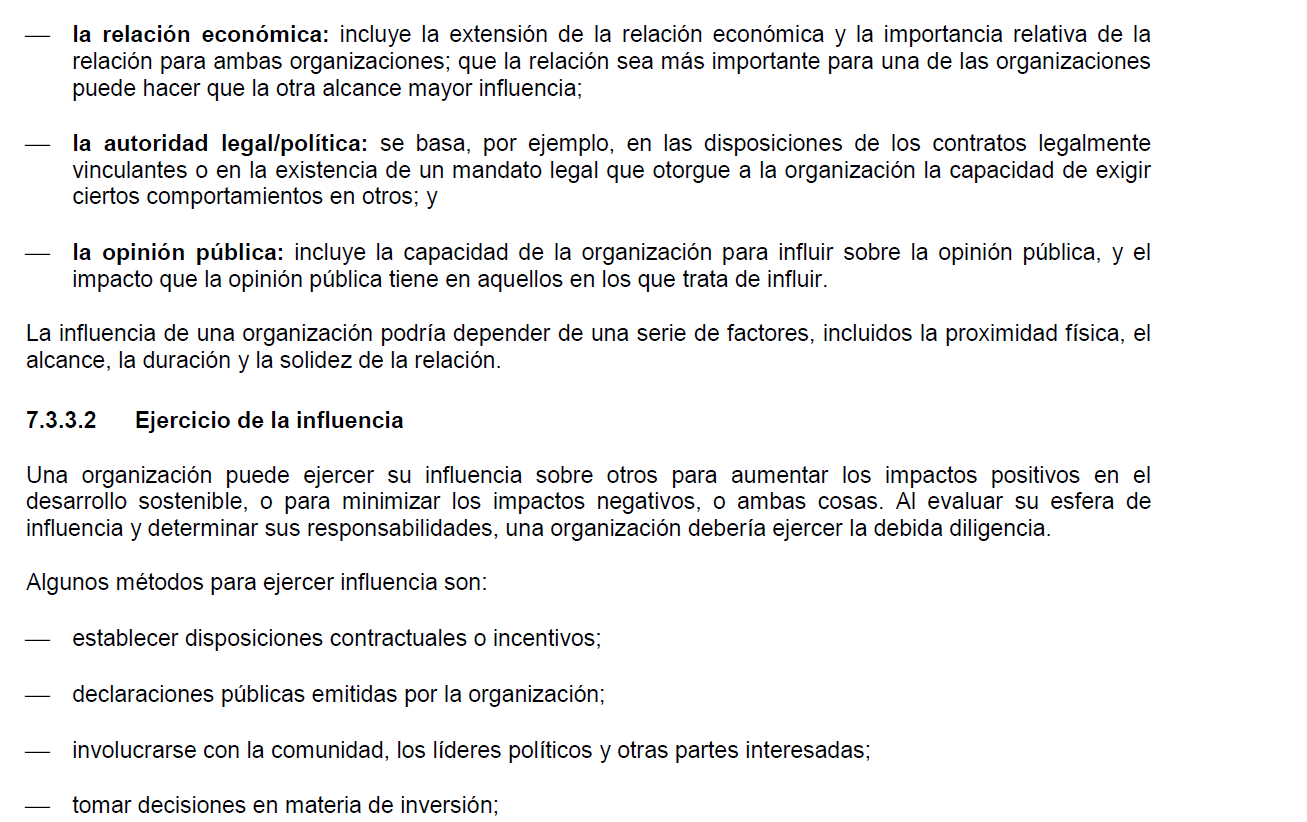 — la relación económica: incluye la extensión de la relación económica y la importancia relativa de la
relación para ambas organizaciones; que la relación sea más importante para una de las organizaciones
puede hacer que la otra alcance mayor influencia;
— la autoridad legal/política: se basa, por ejemplo, en las disposiciones de los contratos legalmente
vinculantes o en la existencia de un mandato legal que otorgue a la organización la capacidad de exigir
ciertos comportamientos en otros; y
— la opinión pública: incluye la capacidad de la organización para influir sobre la opinión pública, y el
impacto que la opinión pública tiene en aquellos en los que trata de influir.
La influencia de una organización podría depender de una serie de factores, incluidos la proximidad física, el
alcance, la duración y la solidez de la relación.
7.3.3.2 Ejercicio de la influencia
Una organización puede ejercer su influencia sobre otros para aumentar los impactos positivos en el
desarrollo sostenible, o para minimizar los impactos negativos, o ambas cosas. Al evaluar su esfera de
influencia y determinar sus responsabilidades, una organización debería ejercer la debida diligencia.
Algunos métodos para ejercer influencia son:
— establecer disposiciones contractuales o incentivos;
— declaraciones públicas emitidas por la organización;
— involucrarse con la comunidad, los líderes políticos y otras partes interesadas;
— tomar decisiones en materia de inversión;